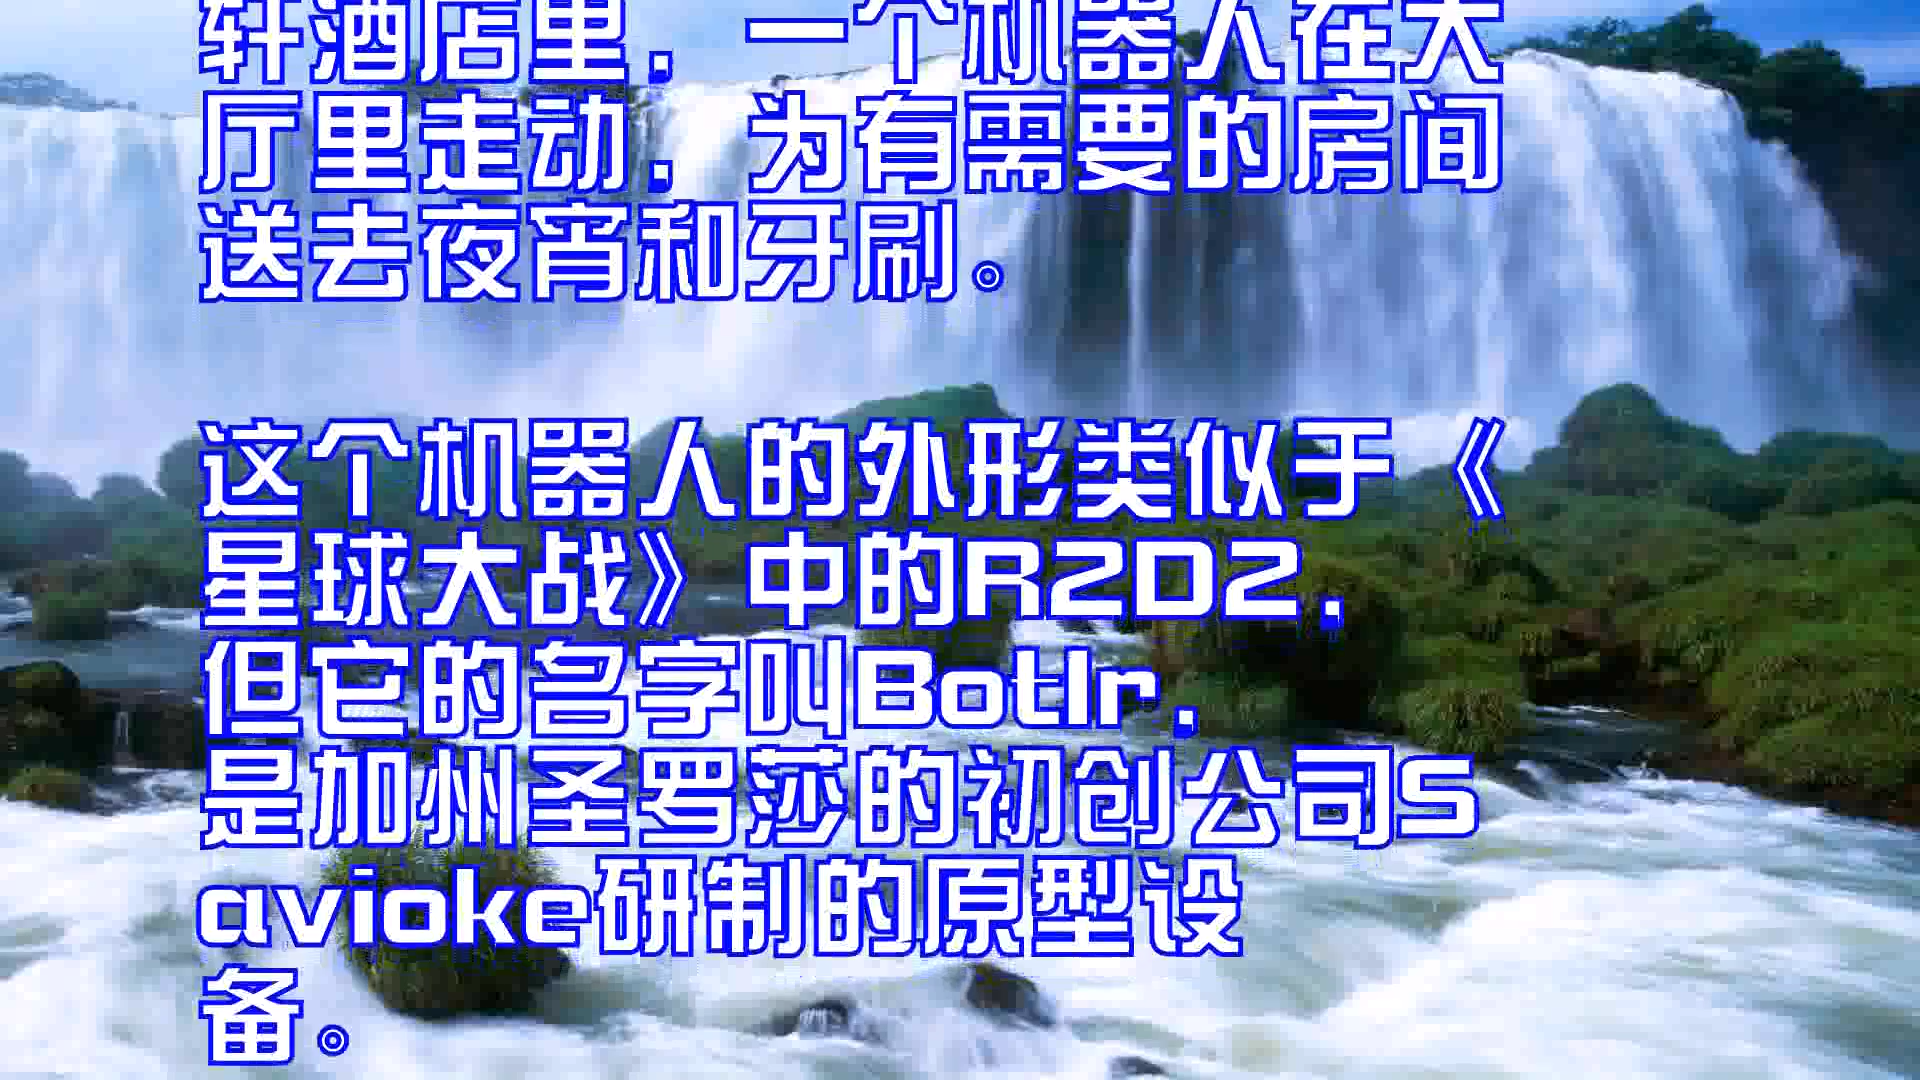 轩酒店里，一个机器人在大
厅里走动，为有需要的房间
送去夜宵和牙刷。
这个机器人的外形类似于《
星球大战》中的R2D2，
但它的名字叫Botlr，
是加州圣罗莎的初创公司S
avioke研制的原型设
备。